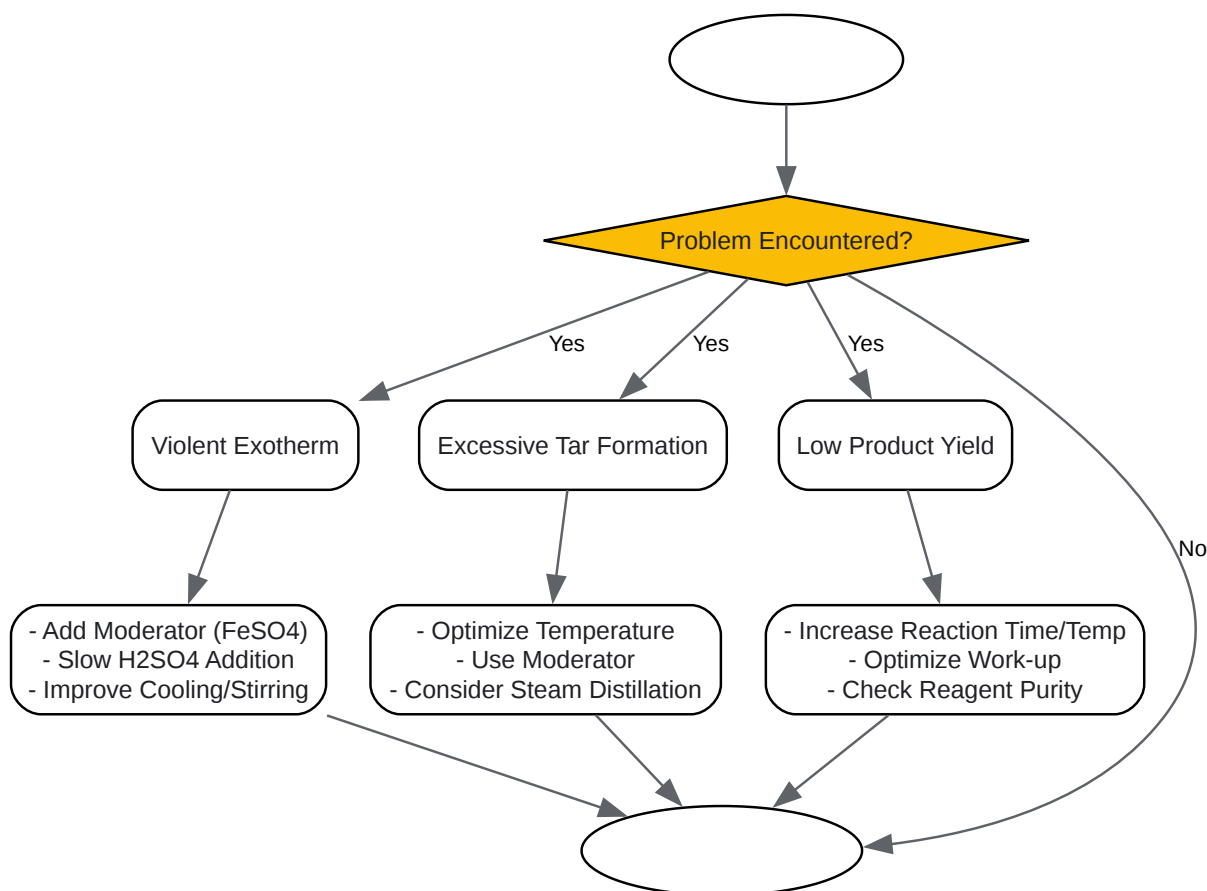 Problem Encountered?
Yes
Yes
Yes
Violent Exotherm
Excessive Tar Formation
Low Product Yield
No
- Add Moderator (FeSO4)
- Slow H2SO4 Addition
- Improve Cooling/Stirring
- Optimize Temperature
- Use Moderator
- Consider Steam Distillation
- Increase Reaction Time/Temp
- Optimize Work-up
- Check Reagent Purity